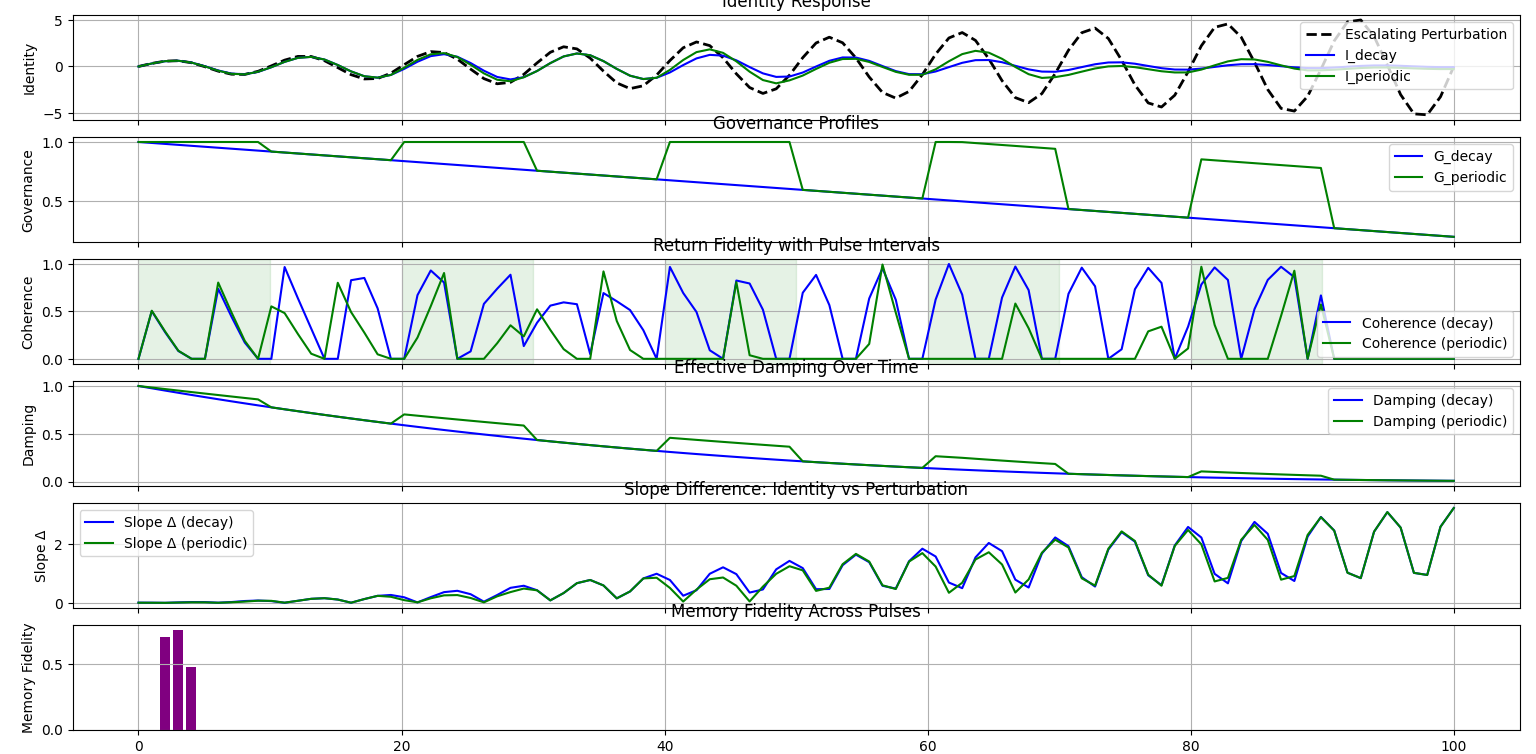 Identity Response
5
0
−5
Identity
Escalating Perturbation
I_decay
I_periodic
Governance Profiles
1.0
0.5
Governance
G_decay
G_periodic
Return Fidelity with Pulse Intervals
1.0
0.5
0.0
Coherence
Coherence (decay)
Coherence (periodic)
Effective Damping Over Time
1.0
0.5
0.0
Damping
Damping (decay)
Damping (periodic)
Slope Difference: Identity vs Perturbation
2
0
Slope Δ
Slope Δ (decay)
Slope Δ (periodic)
Memory Fidelity Across Pulses
0.5
0.0
Memory Fidelity
0 20 40 60 80 100